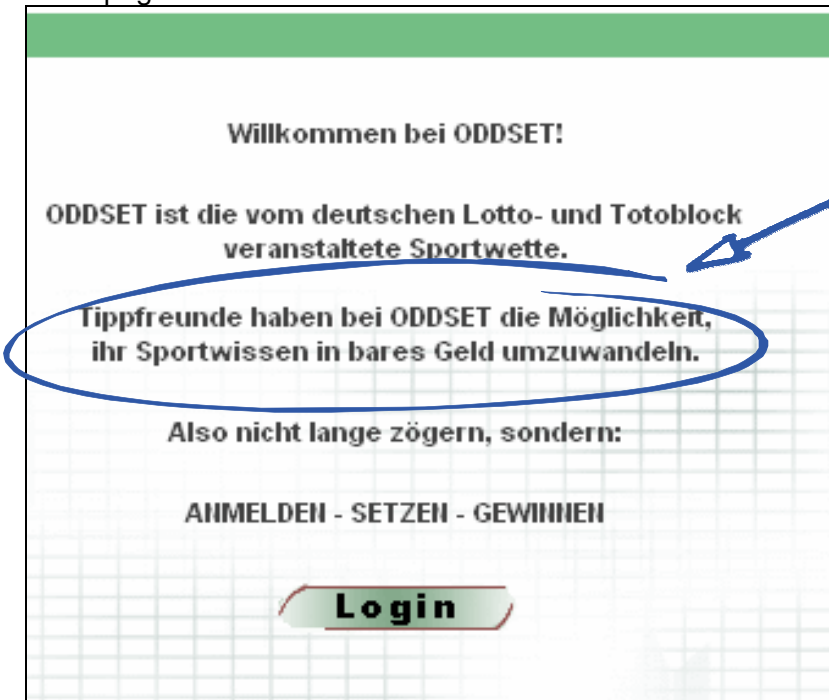 Willkommen bei ODDSET!
ODDSET ist die vom deutschen Lotto- und Totoblock
veranstaltete Sportwette.
Tippfreunde haben bei ODDSET die Möglichkeit,
ihr Sportwissen in bares Geld umzuwandeln.
Also nicht lange zögern, sondern:
ANMELDEN - SETZEN - GEWINNEN
Login